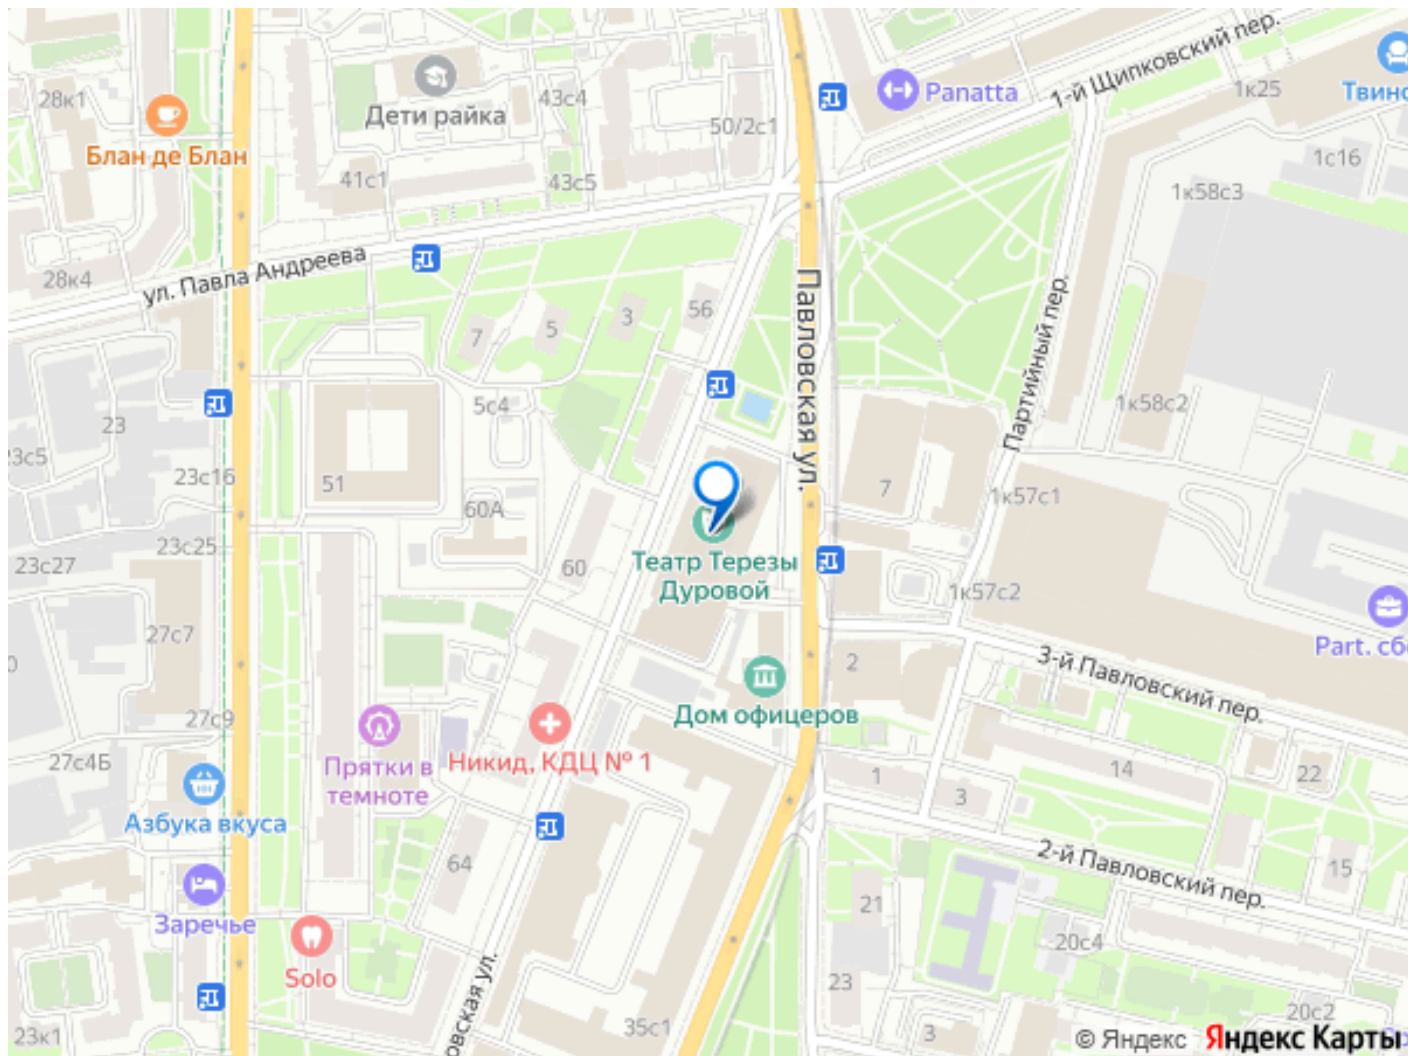 1-й Щипковский пер.
28к1
43с4
Panatta
1к25
Дети райка
50/2с1
Блан де Блан
41с1
43с5
1с16
1к58с3
28к4
ул. Павла Андреева
56
3
5
7
Павловская ул.
Партийный пер.
5с4
1к58с2
23
23с16
51
60А
7
1к57с1
23с25
23с27
60
Театр Терезы
Дуровой
1к57с2
27с7
2
3-й Павловский пер.
27с9
Дом офицеров
27с4Б
Прятки в
темноте
Никид, КДЦ № 1
1
3
14
22
Азбука вкуса
64
2-й Павловский пер.
15
Заречье
21
20с4
Solo
23
20с2
23к1
35с1
3
© Яндекс Яндекс Карты